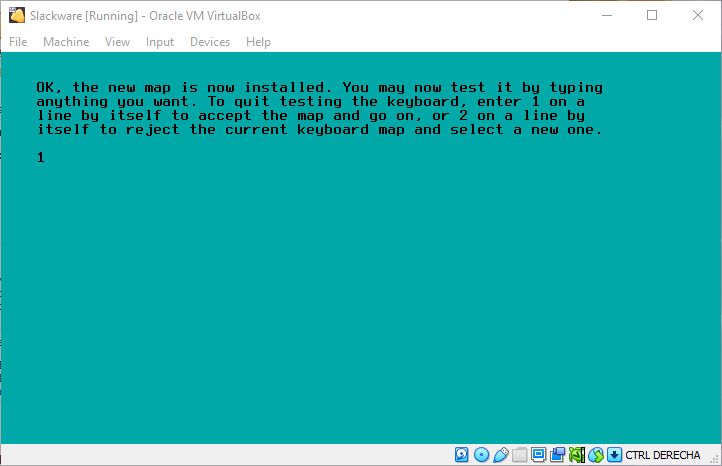 Slackware [Running] - Oracle VM VirtualBox
File Machine View Input Devices Help
OK, the new map is now installed. You may now test it by typing
anything you want. To quit testing the keyboard, enter 1 on a
line by itself to accept the map and go on, or 2 on a line by
itself to reject the current keyboard map and select a new one.
1
CTRL DERECHA